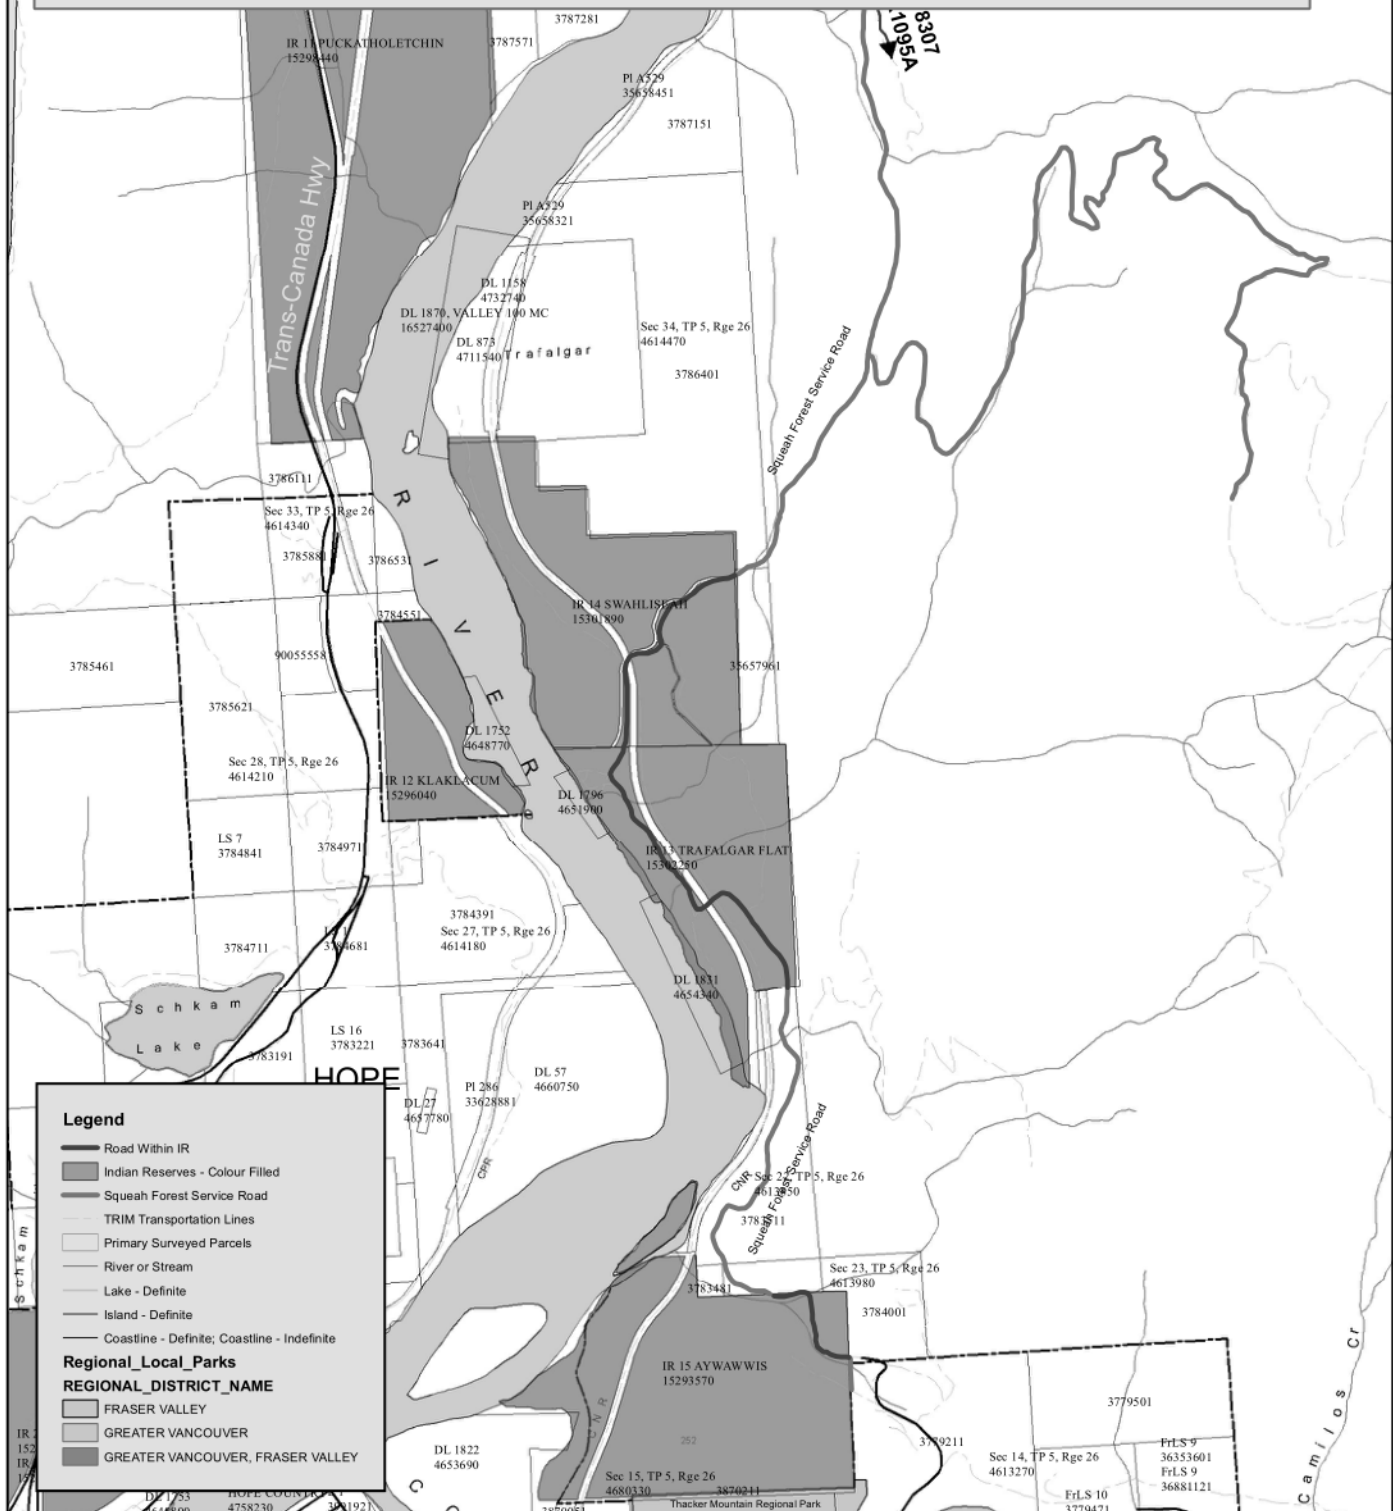 3787281
IR 11 PUCKATHOLETCHIN
15298440
3787571
8307
1095A
Pl A529
35658451
3787151
Trans-Canada Hwy
Pl A529
35658321
DL 1158
4732740
DL 1870, VALLEY 100 MC
16527400
DL 873
4711540
Trafalgar
Sec 34, TP 5, Rge 26
4614470
3786401
Squeah Forest Service Road
3786111
Sec 33, TP 5, Rge 26
4614340
3785881
3786531
RIVER
3784551
IR 14 SWAHLISEAH
15301890
90055558
3785461
35657961
3785621
DL 1752
4648770
Sec 28, TP 5, Rge 26
4614210
IR 12 KLAKLACUM
15296040
DL 1796
4651900
LS 7
3784841
3784971
IR 13 TRAFALGAR FLAT
15302250
3784391
Sec 27, TP 5, Rge 26
4614180
3784711
3784681
DL 1831
4654340
Schkam
Lake
LS 16
3783221
3783641
3783191
HOPE
DL 57
4660750
Pl 286
33628881
DL 27
4657780
CPR
CNR
Squeah Forest Service Road
3783481
Sec 23, TP 5, Rge 26
4613980
3784001
Legend
Road Within IR
Indian Reserves - Colour Filled
Squeah Forest Service Road
TRIM Transportation Lines
Primary Surveyed Parcels
River or Stream
Lake - Definite
Island - Definite
Coastline - Definite; Coastline - Indefinite
Regional_Local_Parks
REGIONAL_DISTRICT_NAME
FRASER VALLEY
GREATER VANCOUVER
GREATER VANCOUVER, FRASER VALLEY
Schkam
IR 15 AYWAWWIS
15293570
CNR
252
3779501
3779211
Sec 14, TP 5, Rge 26
4613270
FrLS 9
36353601
FrLS 9
36881121
FrLS 10
3779471
Camilos Cr
DL 1822
4653690
Sec 15, TP 5, Rge 26
4680330
3870211
Thacker Mountain Regional Park
DL 1753
4758230